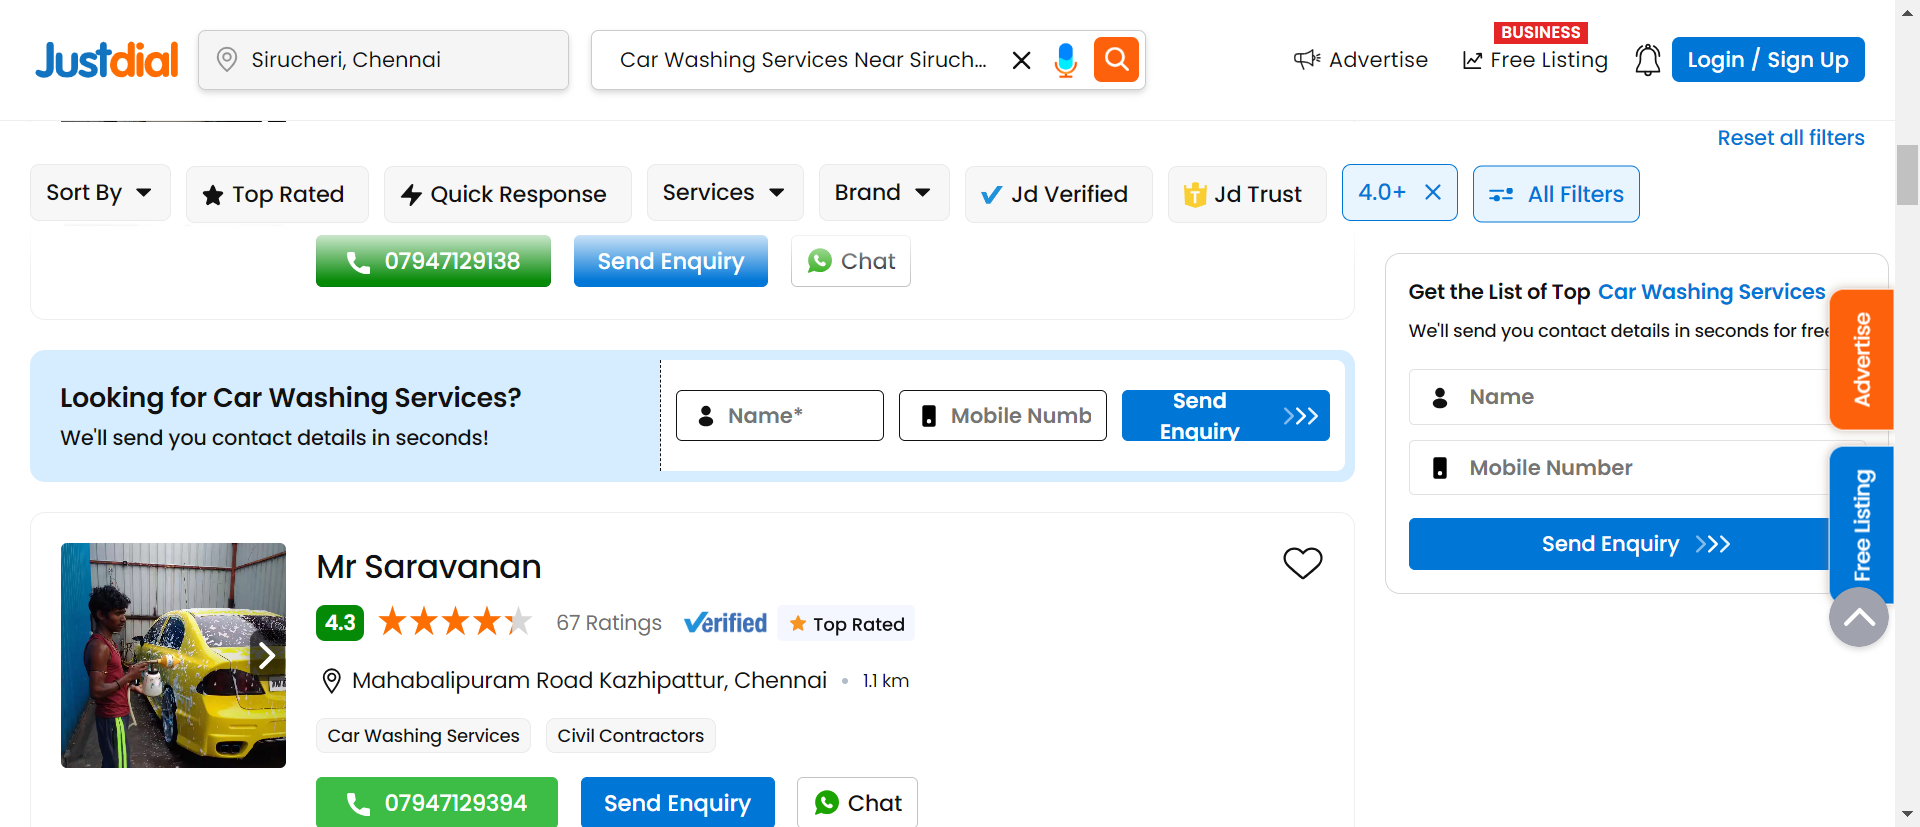 Justdial
Sirucheri, Chennai
Car Washing Services Near Siruch...
Advertise
BUSINESS
Free Listing
Login / Sign Up
Reset all filters
Sort By
Top Rated
Quick Response
Services
Brand
Jd Verified
Jd Trust
4.0+
All Filters
07947129138
Send Enquiry
Chat
Looking for Car Washing Services?
We'll send you contact details in seconds!
Name*
Mobile Numb
Send
Enquiry
Get the List of Top Car Washing Services
We'll send you contact details in seconds for free
Name
Mobile Number
Send Enquiry
Advertise
Free Listing
Mr Saravanan
4.3
67 Ratings
Verified
Top Rated
Mahabalipuram Road Kazhipattur, Chennai • 1.1 km
Car Washing Services
Civil Contractors
07947129394
Send Enquiry
Chat